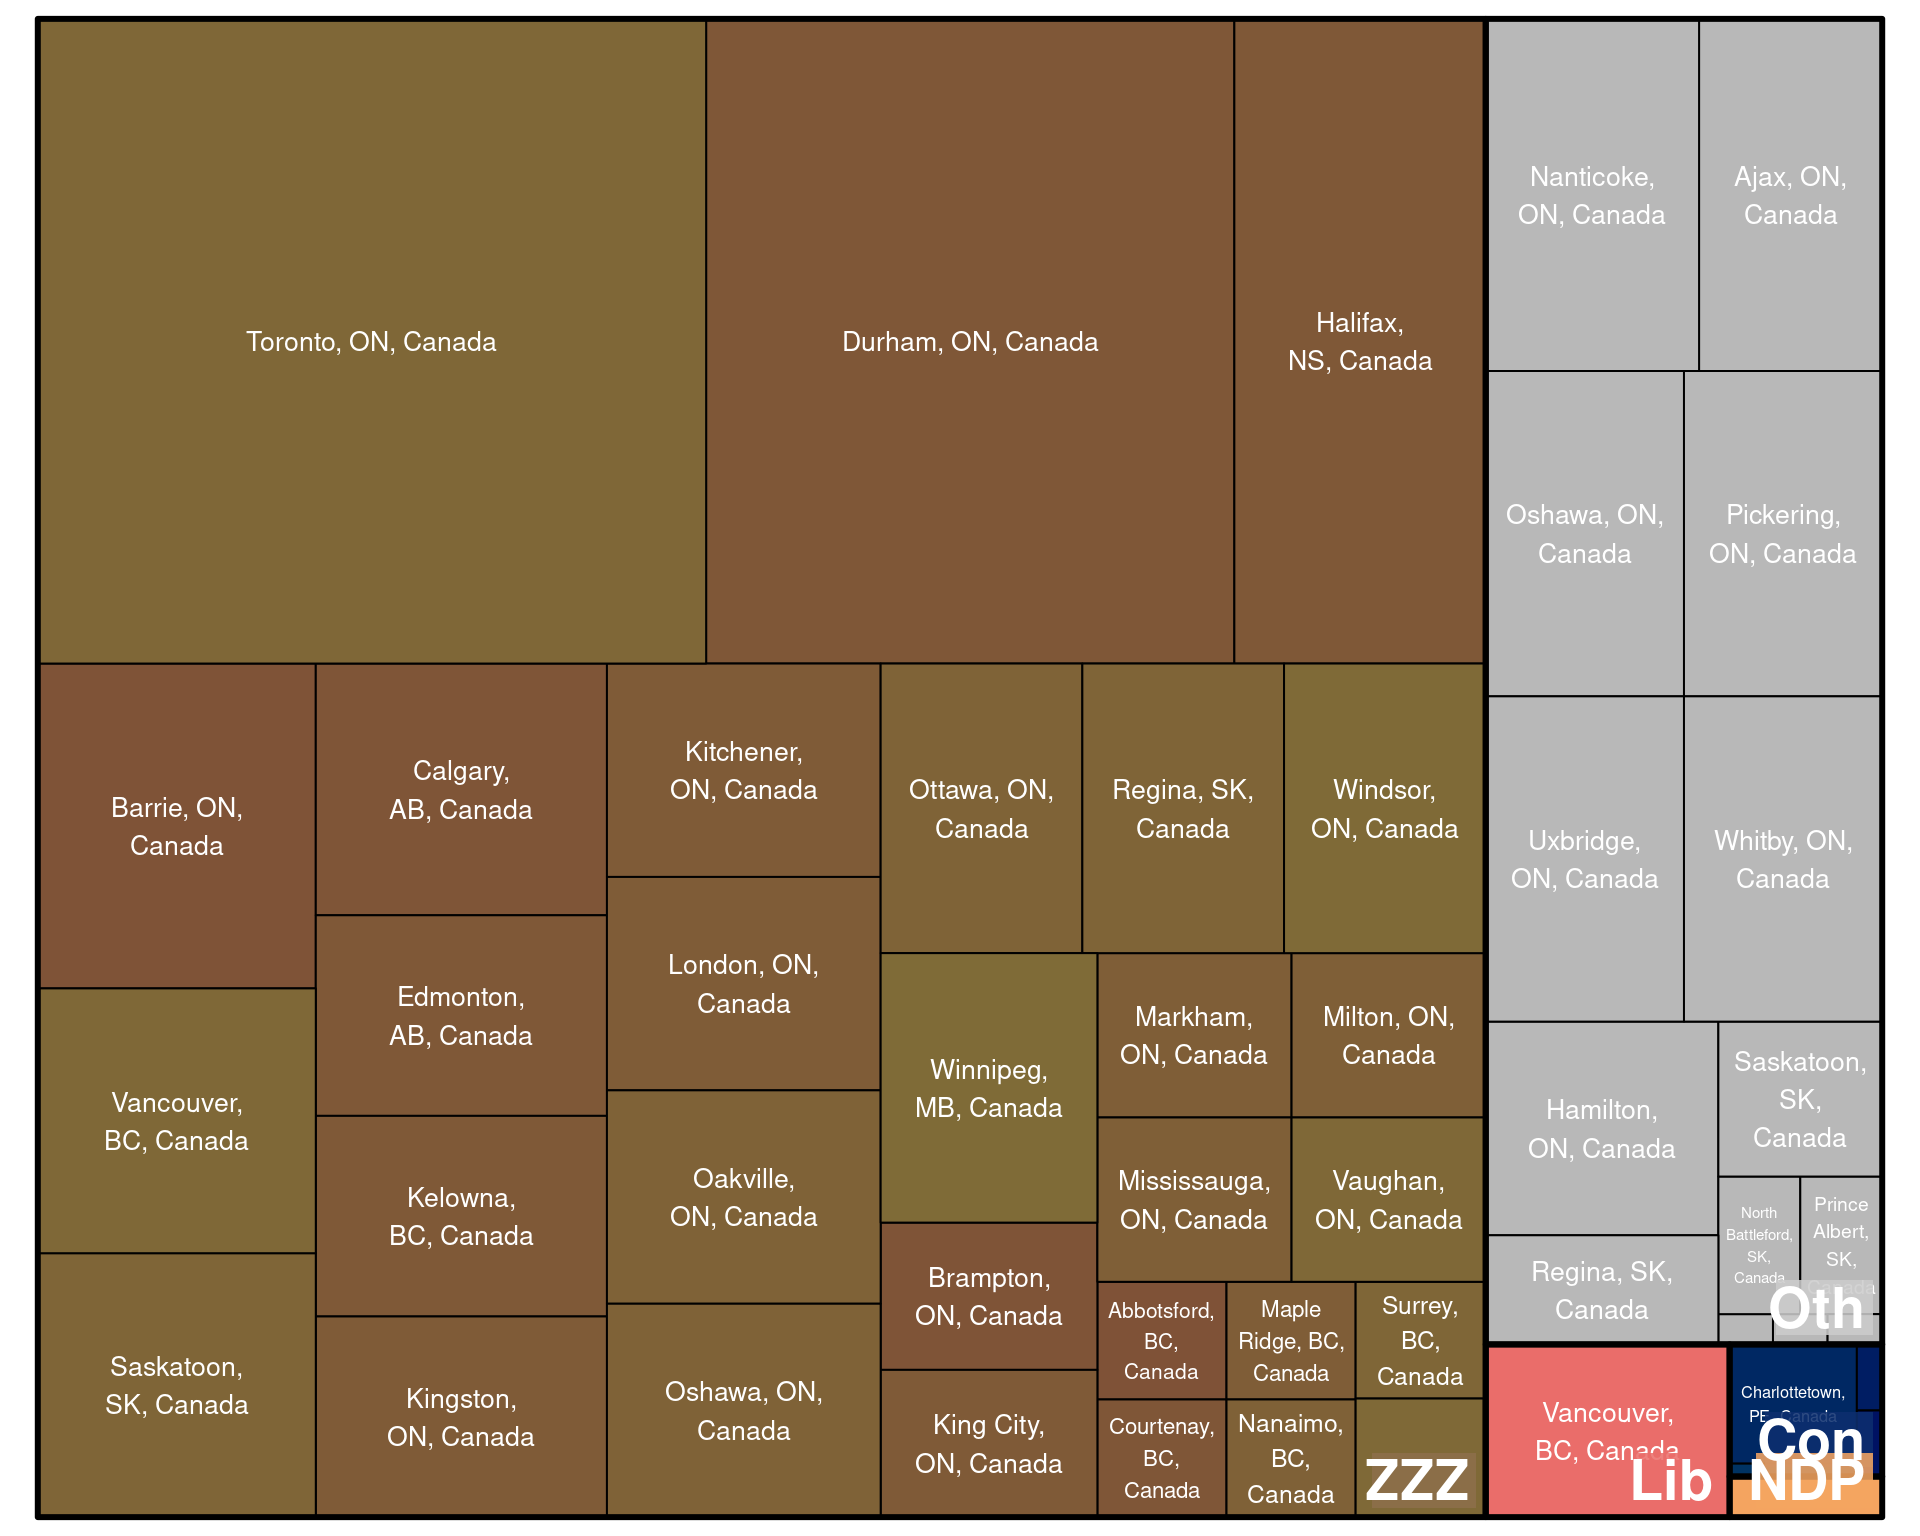 Toronto, ON, Canada
Durham, ON, Canada
Halifax,
NS, Canada
Barrie, ON,
Canada
Calgary,
AB, Canada
Kitchener,
ON, Canada
Ottawa, ON,
Canada
Regina, SK,
Canada
Windsor,
ON, Canada
Vancouver,
BC, Canada
Edmonton,
AB, Canada
London, ON,
Canada
Winnipeg,
MB, Canada
Markham,
ON, Canada
Milton, ON,
Canada
Saskatoon,
SK, Canada
Kelowna,
BC, Canada
Oakville,
ON, Canada
Mississauga,
ON, Canada
Vaughan,
ON, Canada
Kingston,
ON, Canada
Oshawa, ON,
Canada
Brampton,
ON, Canada
King City,
ON, Canada
Abbotsford,
BC,
Canada
Maple
Ridge, BC,
Canada
Surrey,
BC,
Canada
Courtenay,
BC,
Canada
Nanaimo,
BC,
Canada
ZZZ
Nanticoke,
ON, Canada
Ajax, ON,
Canada
Oshawa, ON,
Canada
Pickering,
ON, Canada
Uxbridge,
ON, Canada
Whitby, ON,
Canada
Hamilton,
ON, Canada
Saskatoon,
SK,
Canada
Regina, SK,
Canada
North
Battleford,
SK,
Canada
Prince
Albert,
SK,
Canada
Oth
Vancouver,
BC, Canada
Lib
Charlottetown,
PE, Canada
Con
NDP